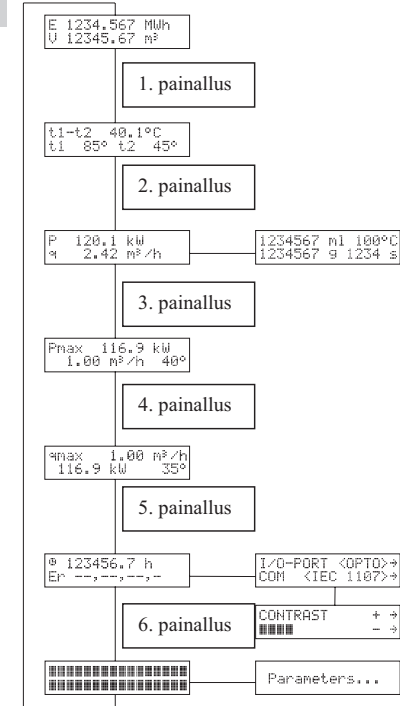 E 1234.567 MWh
V 12345.67 m³
1. painallus
t1-t2 40.1°C
t1 85° t2 45°
2. painallus
P 120.1 kW
q 2.42 m³/h
1234567 ml 100°C
1234567 g 1234 s
3. painallus
Pmax 116.9 kW
1.00 m³/h 40°
4. painallus
qmax 1.00 m³/h
116.9 kW 35°
5. painallus
123456.7 h
Er --,--,--,-
I/O-PORT <OPTO>→
COM <IEC 1107>→
6. painallus
CONTRAST + →
- →
Parameters...